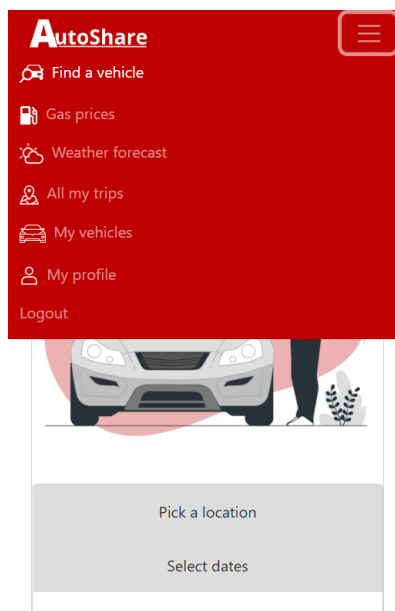 AutoShare
Find a vehicle
Gas prices
Weather forecast
All my trips
My vehicles
My profile
Logout
Pick a location
Select dates